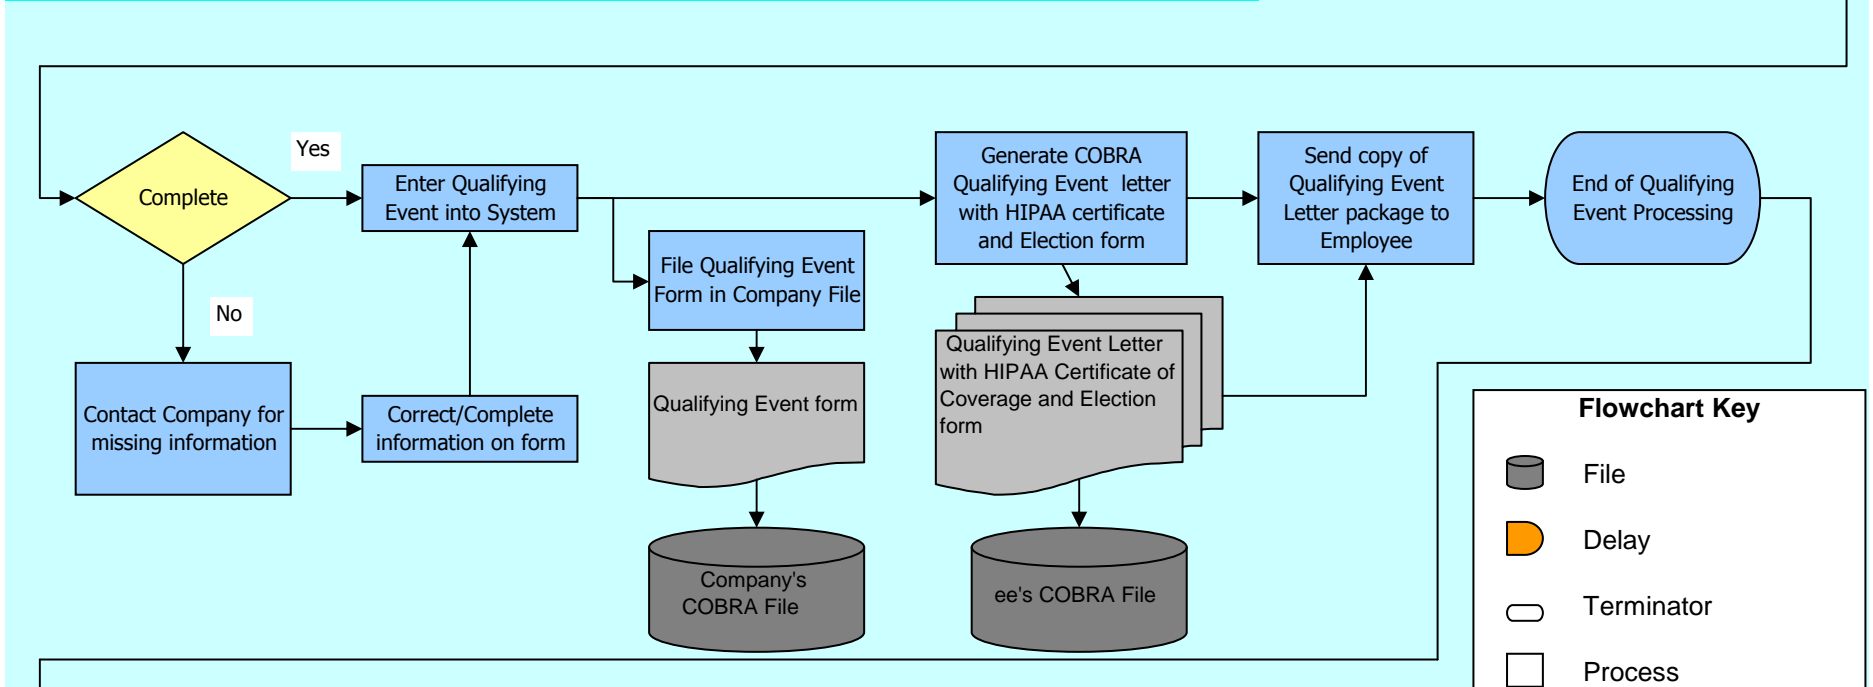 Yes
Complete
Enter Qualifying
Event into System
Generate COBRA
Qualifying Event letter
with HIPAA certificate
and Election form
Send copy of
Qualifying Event
Letter package to
Employee
End of Qualifying
Event Processing
File Qualifying Event
Form in Company File
No
Contact Company for
missing information
Correct/Complete
information on form
Qualifying Event form
Qualifying Event Letter
with HIPAA Certificate of
Coverage and Election
form
Company's
COBRA File
ee's COBRA File
Flowchart Key
File
Delay
Terminator
Process